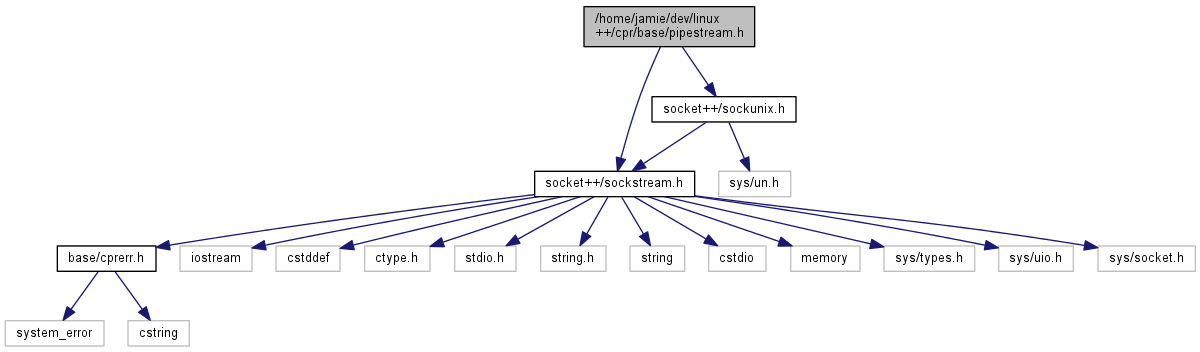 /home/jamie/dev/linux
++/cpr/base/pipestream.h
socket++/sockunix.h
socket++/sockstream.h
sys/un.h
base/cprerr.h
iostream
cstddef
ctype.h
stdio.h
string.h
string
cstdio
memory
sys/types.h
sys/uio.h
sys/socket.h
system_error
cstring